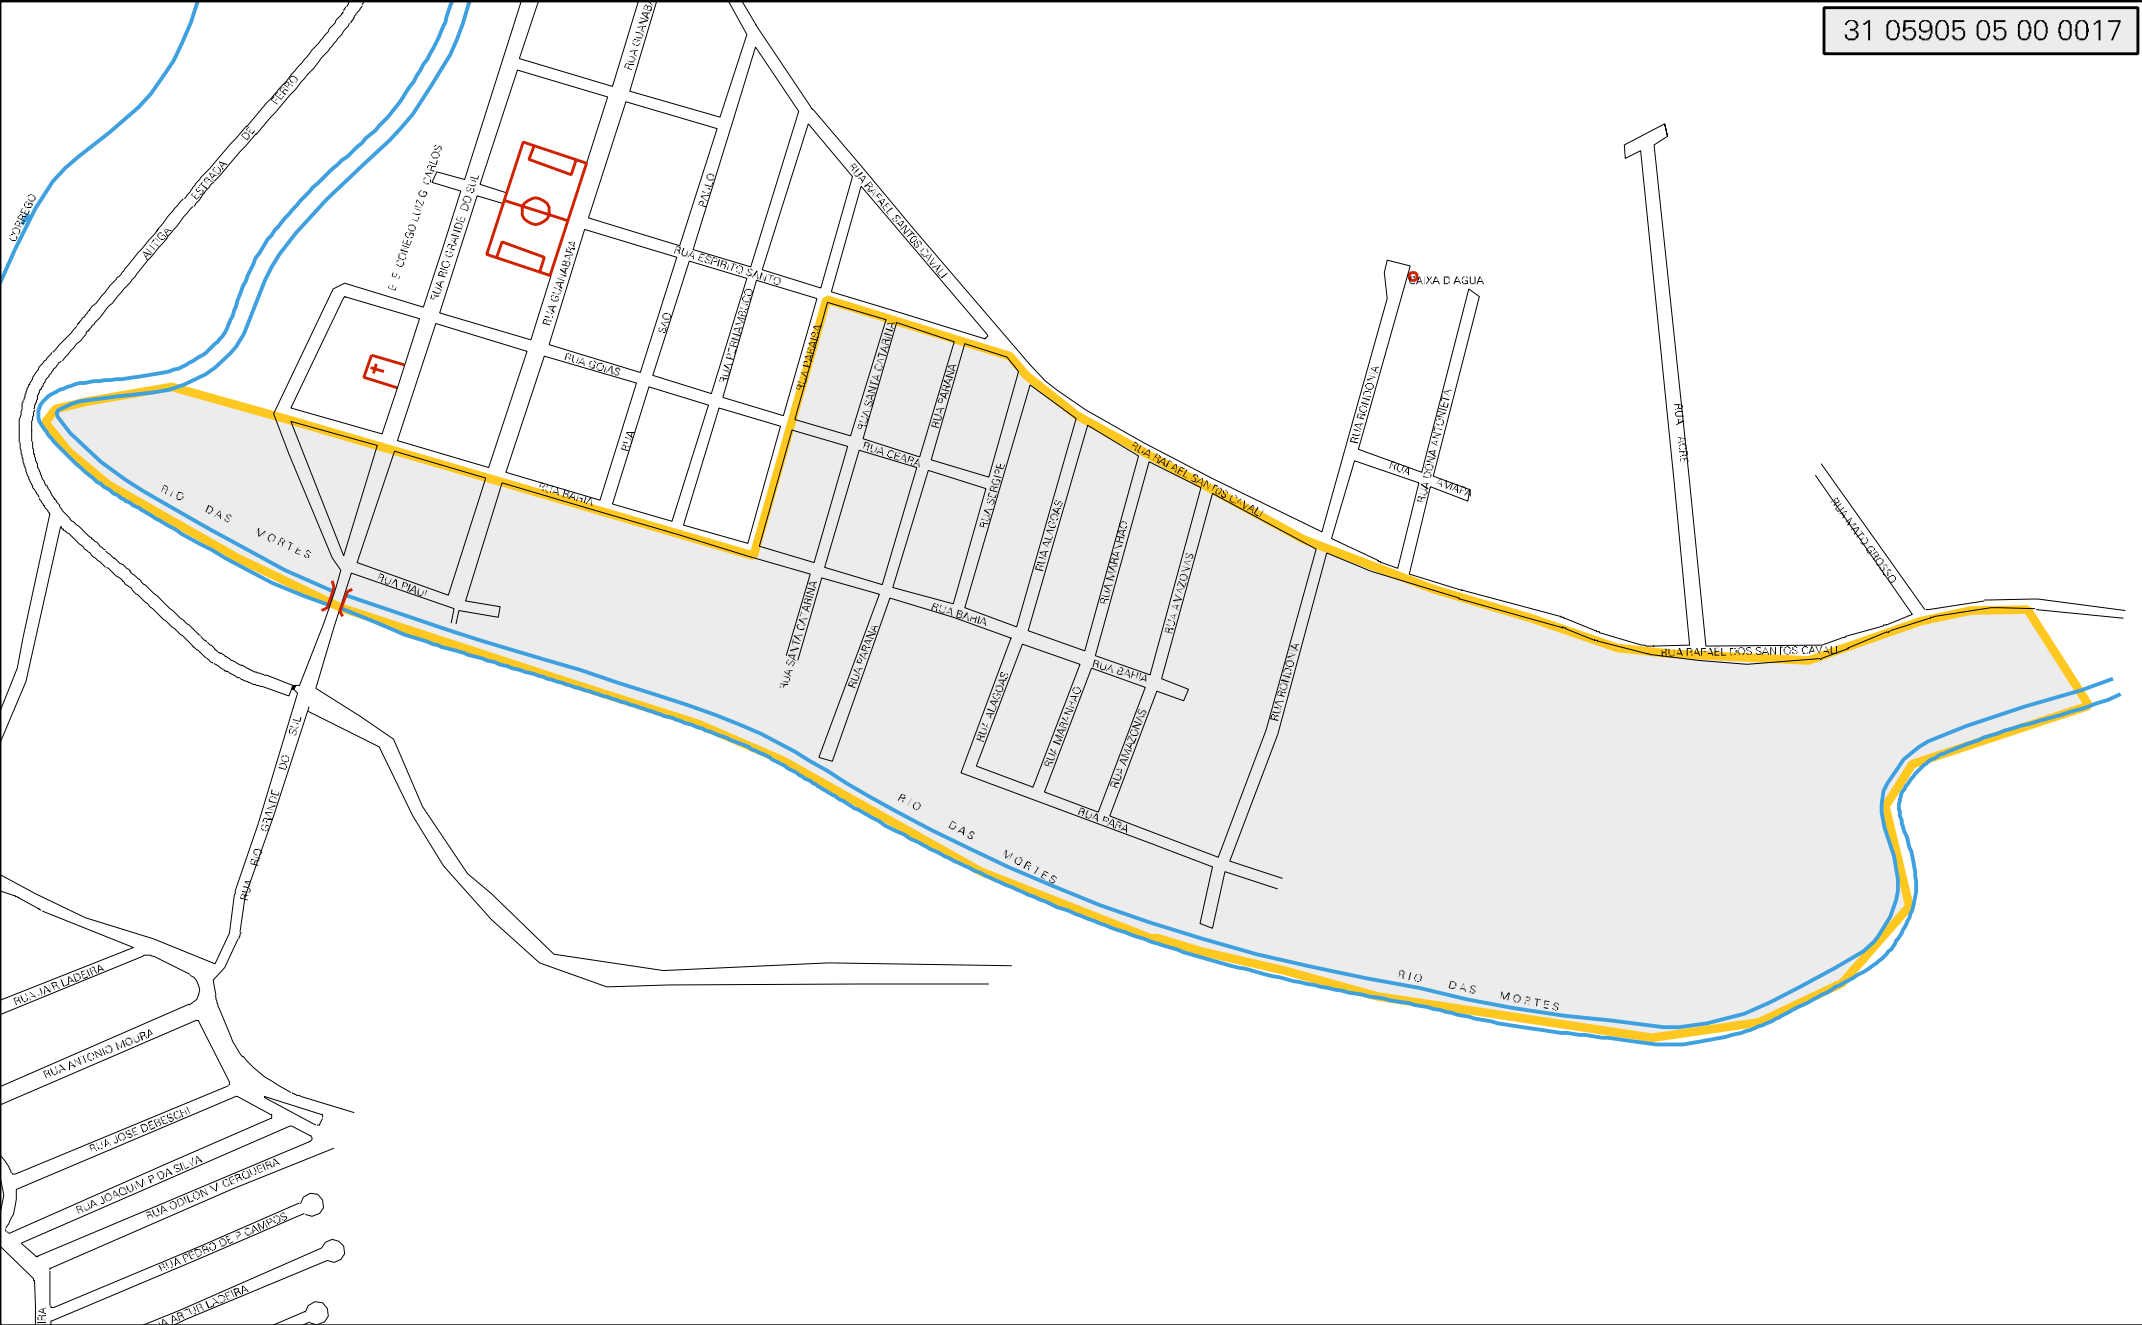 31 05905 05 00 0017
CORREGO
ANTIGA ESTRADA DE FERRO
E E CONEGO LUIZ G CARLOS
RUA RIO GRANDE DO SUL
RUA GUANABARA
RUA GUANABARA
RUA SAO PAULO
RUA PERNAMBUCO
RUA ESPIRITO SANTO
RUA RAFAEL SANTOS CAVALI
RUA GOIAS
RUA PARAIBA
RUA SANTA CATARINA
RUA PARANA
RUA CEARA
RUA SERGIPE
RUA ALAGOAS
RUA MARANHAO
RUA AMAZONAS
RUA RAFAEL SANTOS CAVALI
CAIXA D AGUA
RUA RONDONIA
RUA DONA ANTONIETA
RUA AMAPA
RUA ACRE
RUA MATO GROSSO
RUA RAFAEL DOS SANTOS CAVALI
RUA BAHIA
RIO DAS MORTES
RUA PIAUI
RUA SANTA CATARINA
RUA PARANA
RUA BAHIA
RUA BAHIA
RUA ALAGOAS
RUA MARANHAO
RUA AMAZONAS
RUA RONDONIA
RUA PARA
RIO DAS MORTES
RIO DAS MORTES
RUA RIO GRANDE DO SUL
RUA JAIR LADEIRA
RUA ANTONIO MOURA
RUA JOSE DEBESCHI
RUA JOAQUIM P DA SILVA
RUA ODILON V CERQUEIRA
RUA PEDRO DE P CAMPOS
UA ARTUR LADEIRA
IRA